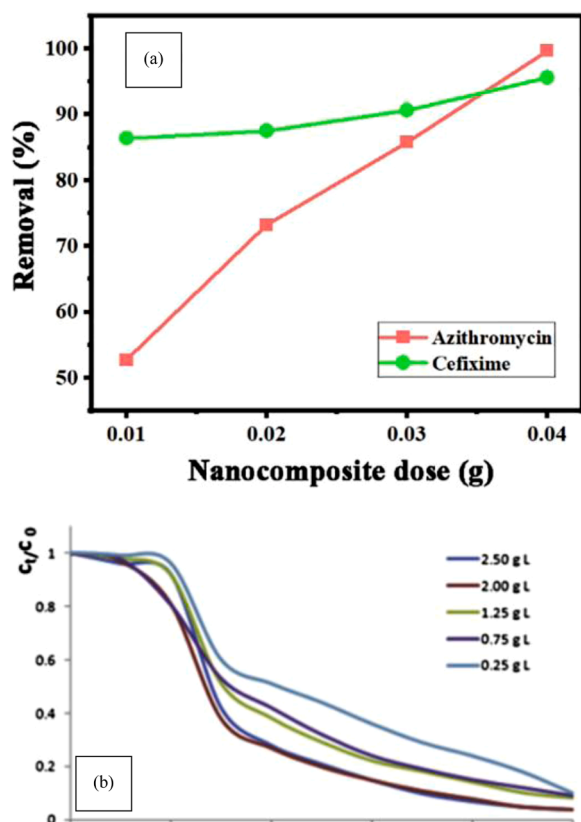 (a)
Removal (%)
100
90
80
70
60
50
Azithromycin
Cefixime
0.01 0.02 0.03 0.04
Nanocomposite dose (g)
Ct/C0
1
0.8
0.6
0.4
0.2
0
2.50 g L
2.00 g L
1.25 g L
0.75 g L
0.25 g L
(b)